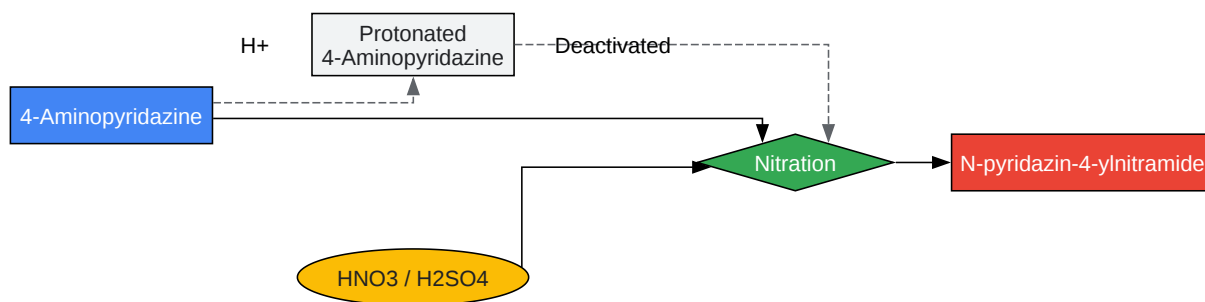 H+
Protonated
4-Aminopyridazine
Deactivated
4-Aminopyridazine
Nitration
N-pyridazin-4-ylnitramide
HNO3 / H2SO4